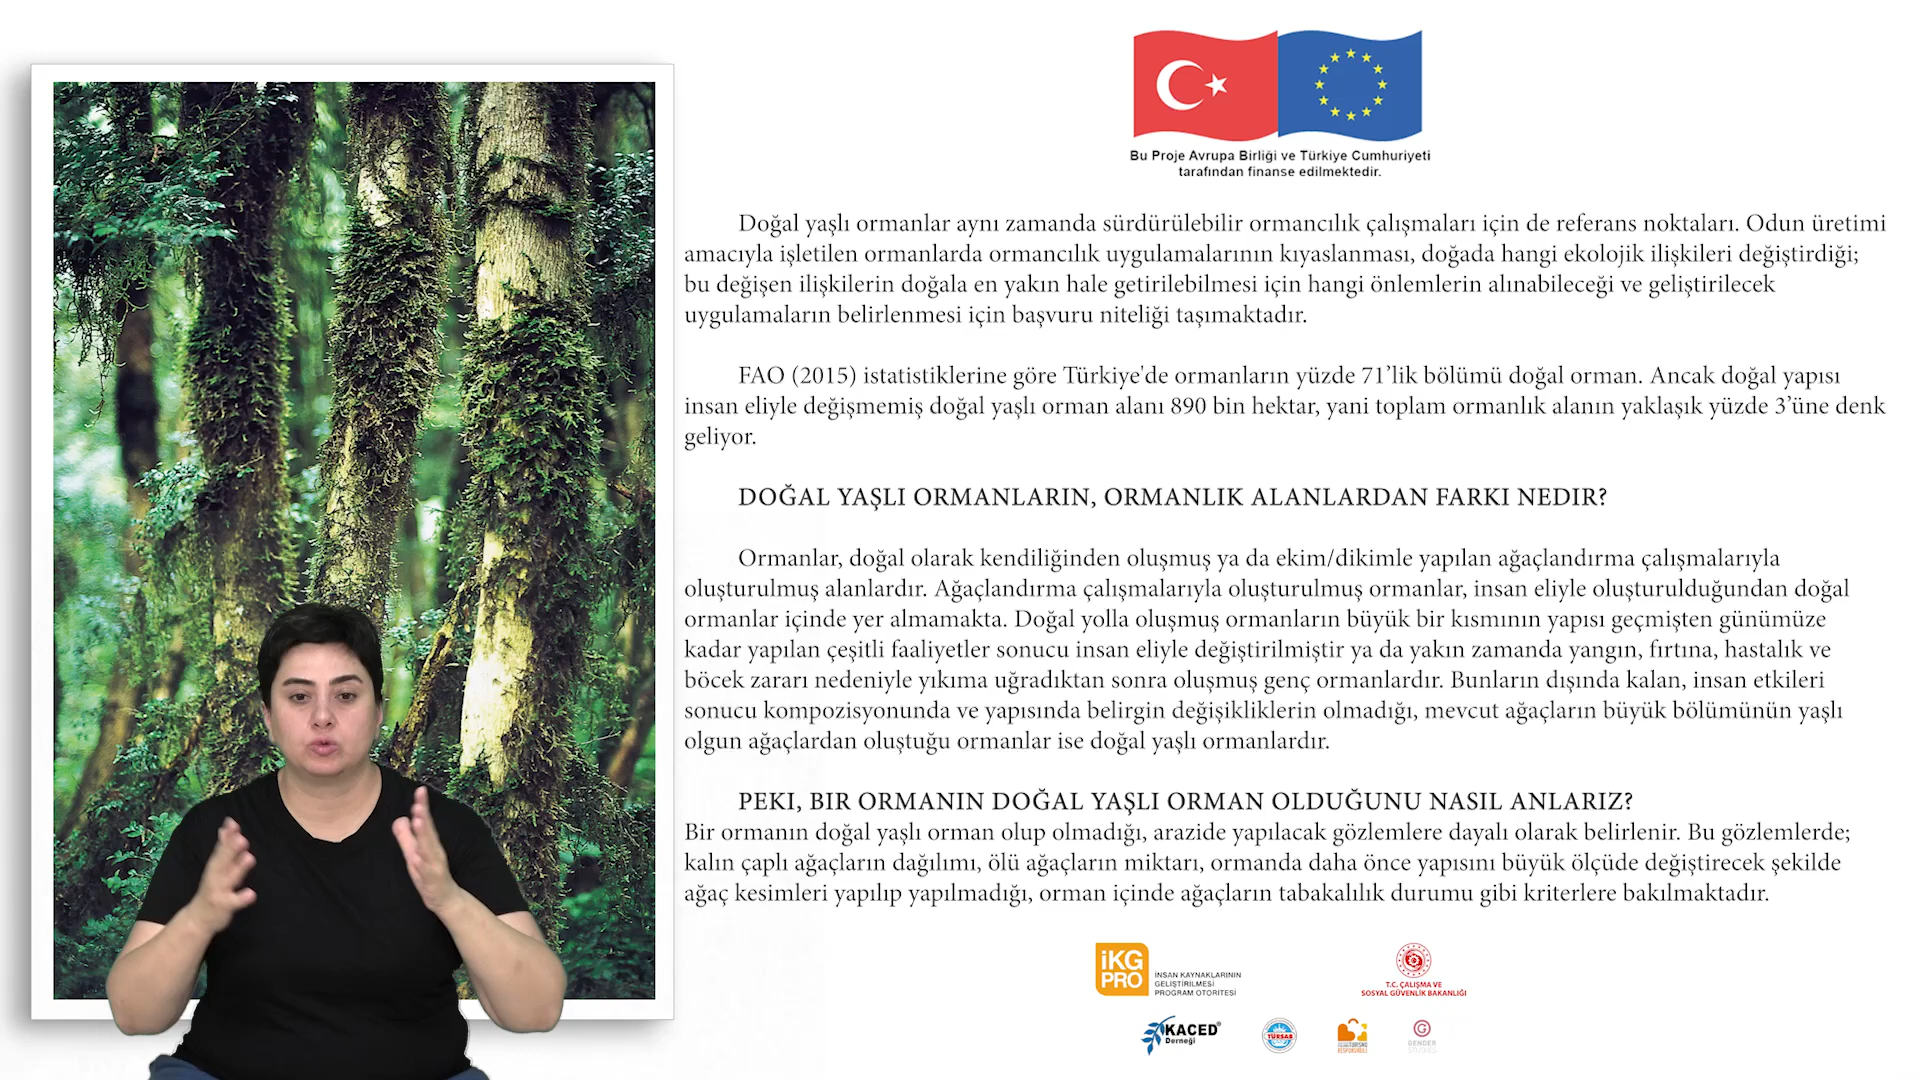 Bu Proje Avrupa Birliği ve Türkiye Cumhuriyeti
tarafından finanse edilmektedir.
Doğal yaşlı ormanlar aynı zamanda sürdürülebilir ormancılık çalışmaları için de referans noktaları. Odun üretimi
amacıyla işletilen ormanlarda ormancılık uygulamalarının kıyaslanması, doğada hangi ekolojik ilişkileri değiştirdiği;
bu değişen ilişkilerin doğala en yakın hale getirilebilmesi için hangi önlemlerin alınabileceği ve geliştirilecek
uygulamaların belirlenmesi için başvuru niteliği taşımaktadır.
FAO (2015) istatistiklerine göre Türkiye'de ormanların yüzde 71’lik bölümü doğal orman. Ancak doğal yapısı
insan eliyle değişmemiş doğal yaşlı orman alanı 890 bin hektar, yani toplam ormanlık alanın yaklaşık yüzde 3’üne denk
geliyor.
DOĞAL YAŞLI ORMANLARIN, ORMANLIK ALANLARDAN FARKI NEDIR?
Ormanlar, doğal olarak kendiliğinden oluşmuş ya da ekim/dikimle yapılan ağaçlandırma çalışmalarıyla
oluşturulmuş alanlardır. Ağaçlandırma çalışmalarıyla oluşturulmuş ormanlar, insan eliyle oluşturulduğundan doğal
ormanlar içinde yer almamakta. Doğal yolla oluşmuş ormanların büyük bir kısmının yapısı geçmişten günümüze
kadar yapılan çeşitli faaliyetler sonucu insan eliyle değiştirilmiştir ya da yakın zamanda yangın, fırtına, hastalık ve
böcek zararı nedeniyle yıkıma uğradıktan sonra oluşmuş genç ormanlardır. Bunların dışında kalan, insan etkileri
sonucu kompozisyonunda ve yapısında belirgin değişikliklerin olmadığı, mevcut ağaçların büyük bölümünün yaşlı
olgun ağaçlardan oluştuğu ormanlar ise doğal yaşlı ormanlardır.
PEKI, BIR ORMANIN DOĞAL YAŞLI ORMAN OLDUĞUNU NASIL ANLARIZ?
Bir ormanın doğal yaşlı orman olup olmadığı, arazide yapılacak gözlemlere dayalı olarak belirlenir. Bu gözlemlerde;
kalın çaplı ağaçların dağılımı, ölü ağaçların miktarı, ormanda daha önce yapısını büyük ölçüde değiştirecek şekilde
ağaç kesimleri yapılıp yapılmadığı, orman içinde ağaçların tabakalılık durumu gibi kriterlere bakılmaktadır.
iKG
PRO
İNSAN KAYNAKLARININ
GELİŞTİRİLMESİ
PROGRAM OTORİTESİ
T.C. ÇALIŞMA VE
SOSYAL GÜVENLİK BAKANLIĞI
KACED®
Derneği
TÜRSAB
TURISMO
RESPONSABILE
G
GENDER
STUDIES